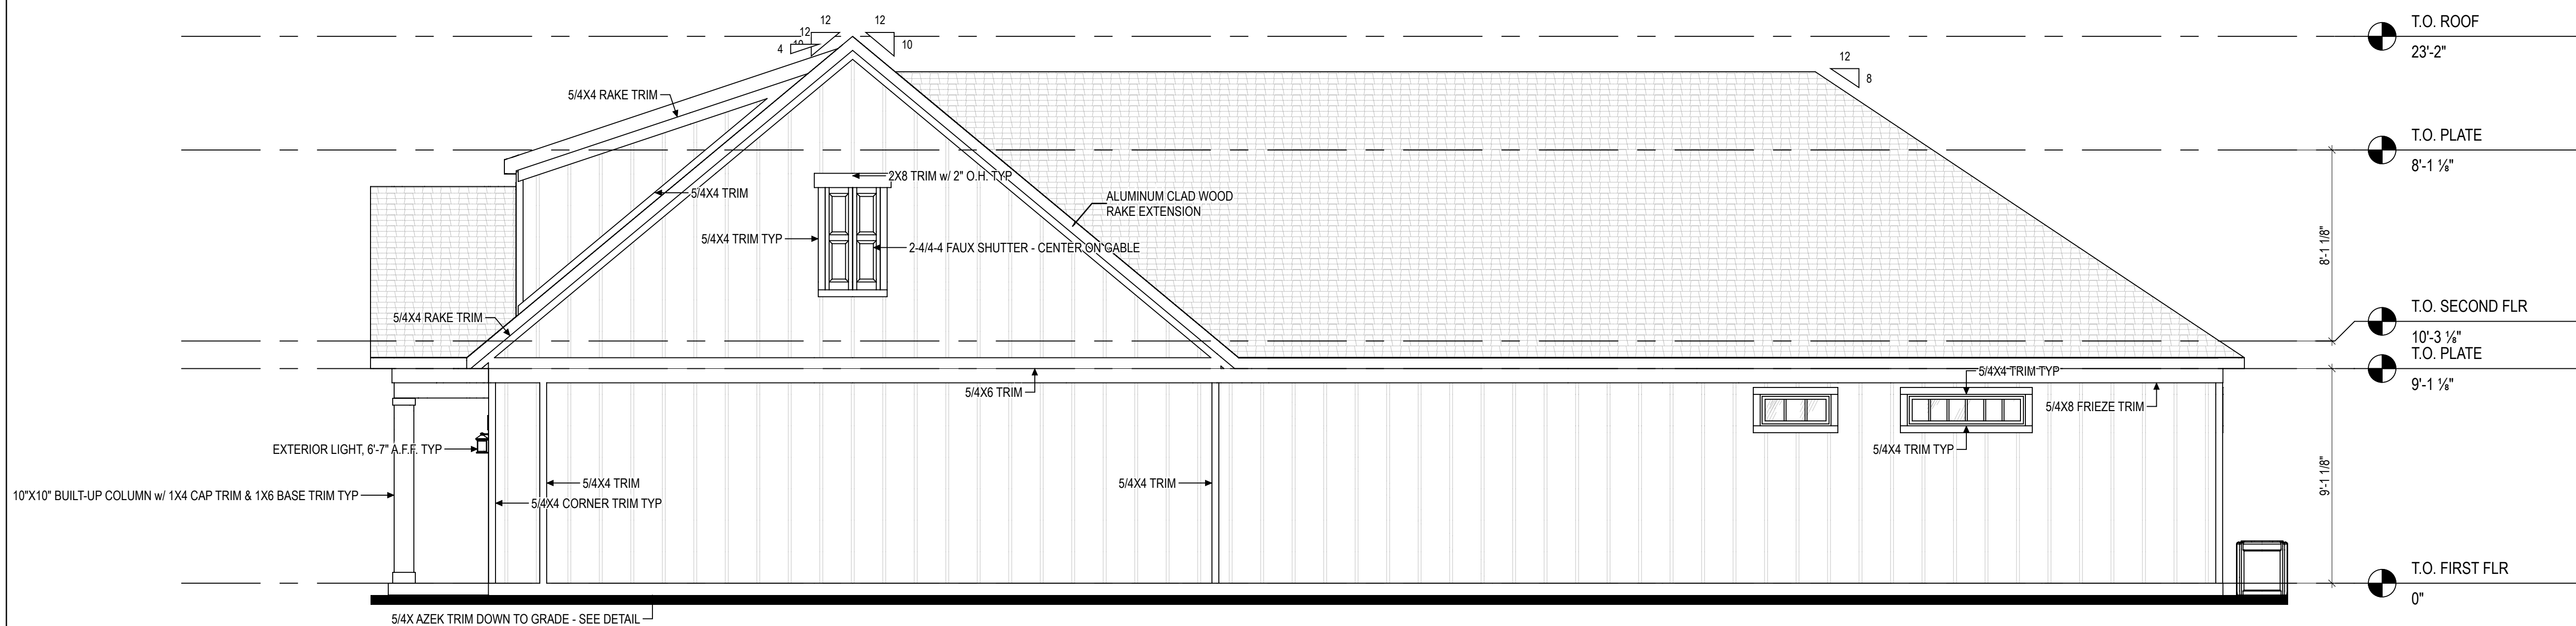 12
12
12
10
4
10
12
8
T.O. ROOF
23'-2"
5/4X4 RAKE TRIM
T.O. PLATE
8'-1 ⅛"
2X8 TRIM w/ 2" O.H. TYP
5/4X4 TRIM
ALUMINUM CLAD WOOD
RAKE EXTENSION
5/4X4 TRIM TYP
2-4/4-4 FAUX SHUTTER - CENTER ON GABLE
8'-1 1/8"
5/4X4 RAKE TRIM
T.O. SECOND FLR
10'-3 ⅛"
T.O. PLATE
9'-1 ⅛"
5/4X4 TRIM TYP
5/4X6 TRIM
5/4X8 FRIEZE TRIM
EXTERIOR LIGHT, 6'-7" A.F.F. TYP
5/4X4 TRIM TYP
5/4X4 TRIM
5/4X4 TRIM
9'-1 1/8"
10"X10" BUILT-UP COLUMN w/ 1X4 CAP TRIM & 1X6 BASE TRIM TYP
5/4X4 CORNER TRIM TYP
T.O. FIRST FLR
0"
5/4X AZEK TRIM DOWN TO GRADE - SEE DETAIL